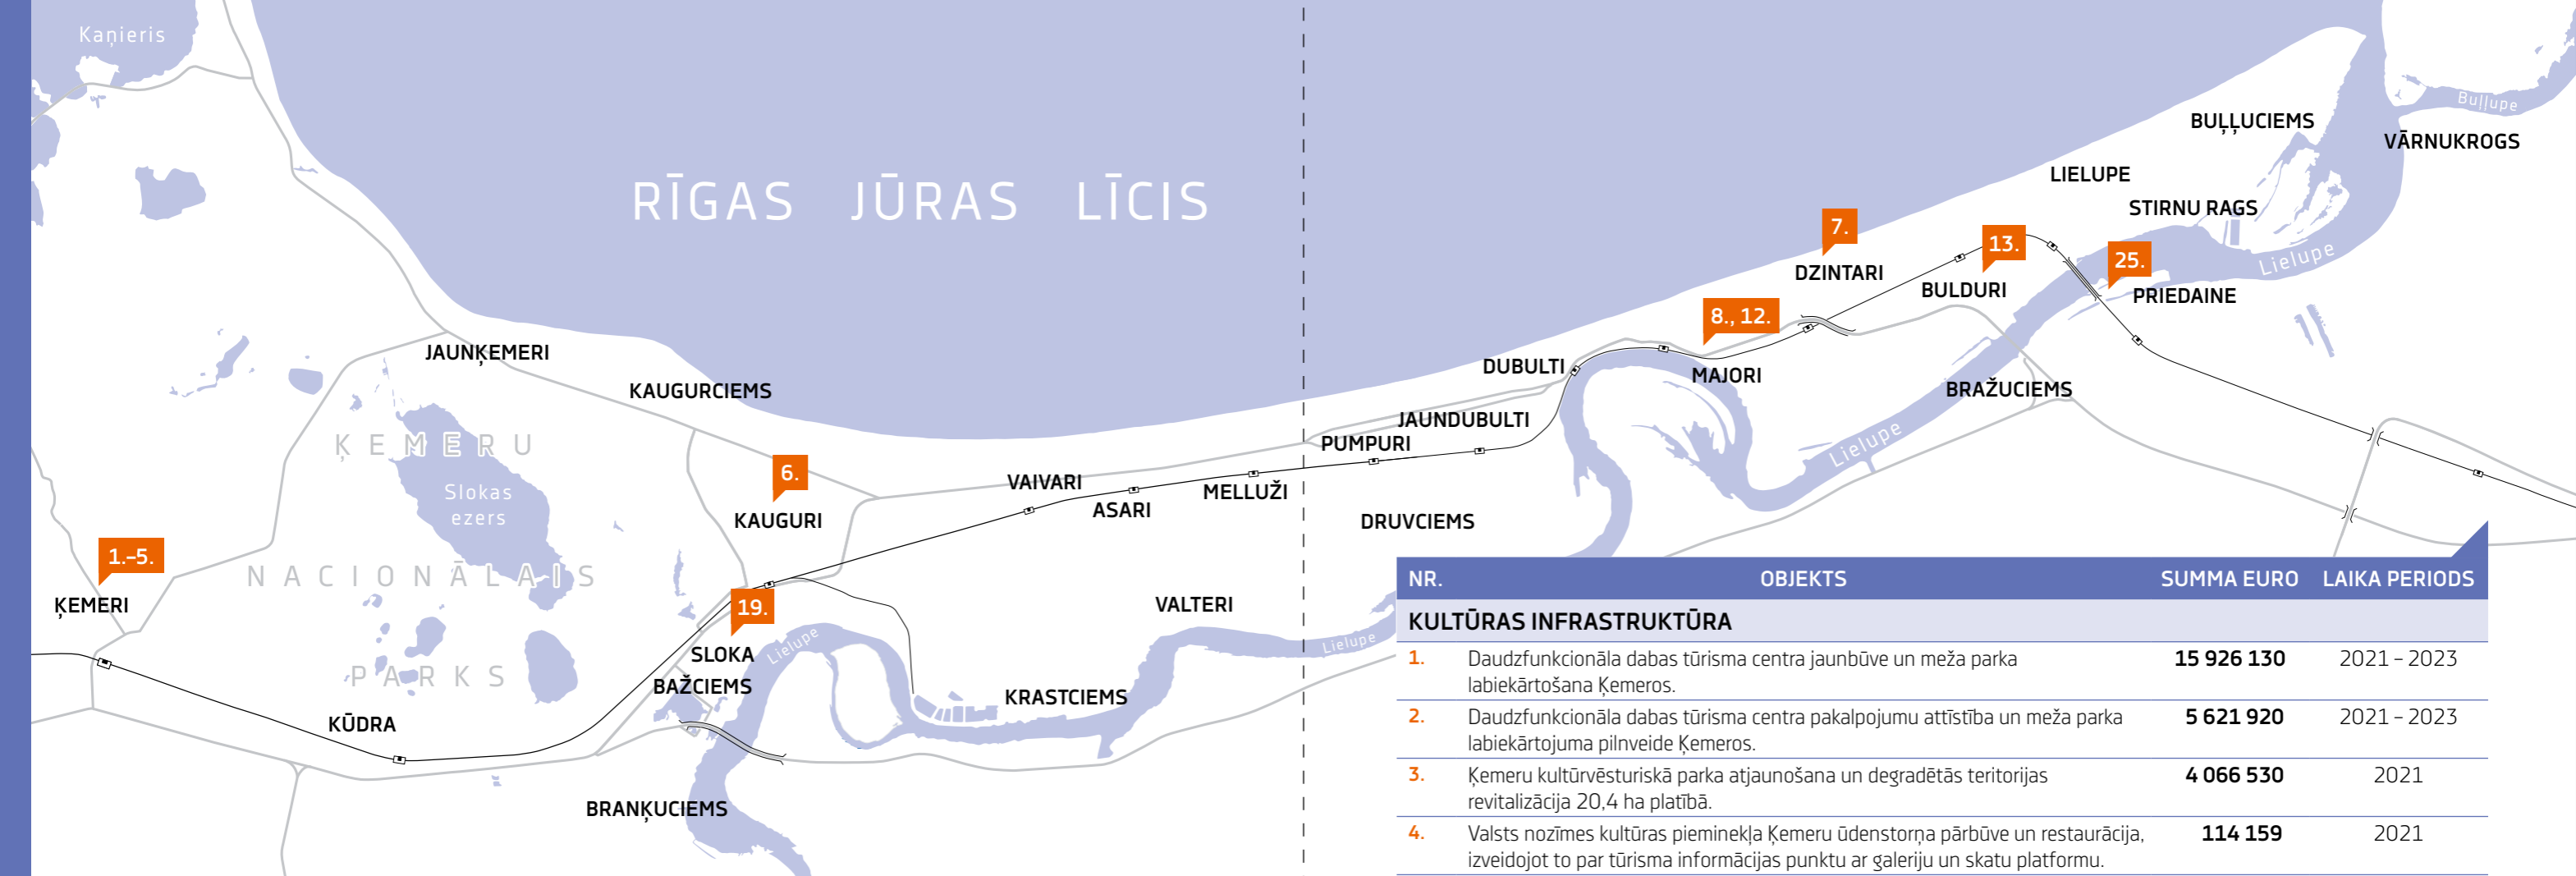 Kaņieris
RĪGAS JŪRAS LĪCIS
Buļļupe
BUĻĻUCIEMS
VĀRNUKROGS
LIELUPE
STIRNU RAGS
7.
13.
25.
Lielupe
DZINTARI
BULDURI
PRIEDAINE
8., 12.
JAUNĶEMERI
KAUGURCIEMS
DUBULTI
MAJORI
BRAŽUCIEMS
JAUNDUBULTI
PUMPURI
Lielupe
ĶEMERU
Slokas
ezers
NACIONĀLAIS
PARKS
6.
KAUGURI
VAIVARI
ASARI
MELLUŽI
DRUVCIEMS
1.–5.
ĶEMERI
19.
SLOKA
Lielupe
BAŽCIEMS
VALTERI
Lielupe
KRASTCIEMS
KŪDRA
BRANĶUCIEMS
NR. OBJEKTS SUMMA EURO LAIKA PERIODS
KULTŪRAS INFRASTRUKTŪRA
1. Daudzfunkcionāla dabas tūrisma centra jaunbūve un meža parka 15 926 130 2021 – 2023
labiekārtošana Ķemeros.
2. Daudzfunkcionāla dabas tūrisma centra pakalpojumu attīstība un meža parka 5 621 920 2021 – 2023
labiekārtojuma pilnveide Ķemeros.
3. Ķemeru kultūrvēsturiskā parka atjaunošana un degradētās teritorijas 4 066 530 2021
revitalizācija 20,4 ha platībā.
4. Valsts nozīmes kultūras pieminekļa Ķemeru ūdenstorņa pārbūve un restaurācija, 114 159 2021
izveidojot to par tūrisma informācijas punktu ar galeriju un skatu platformu.